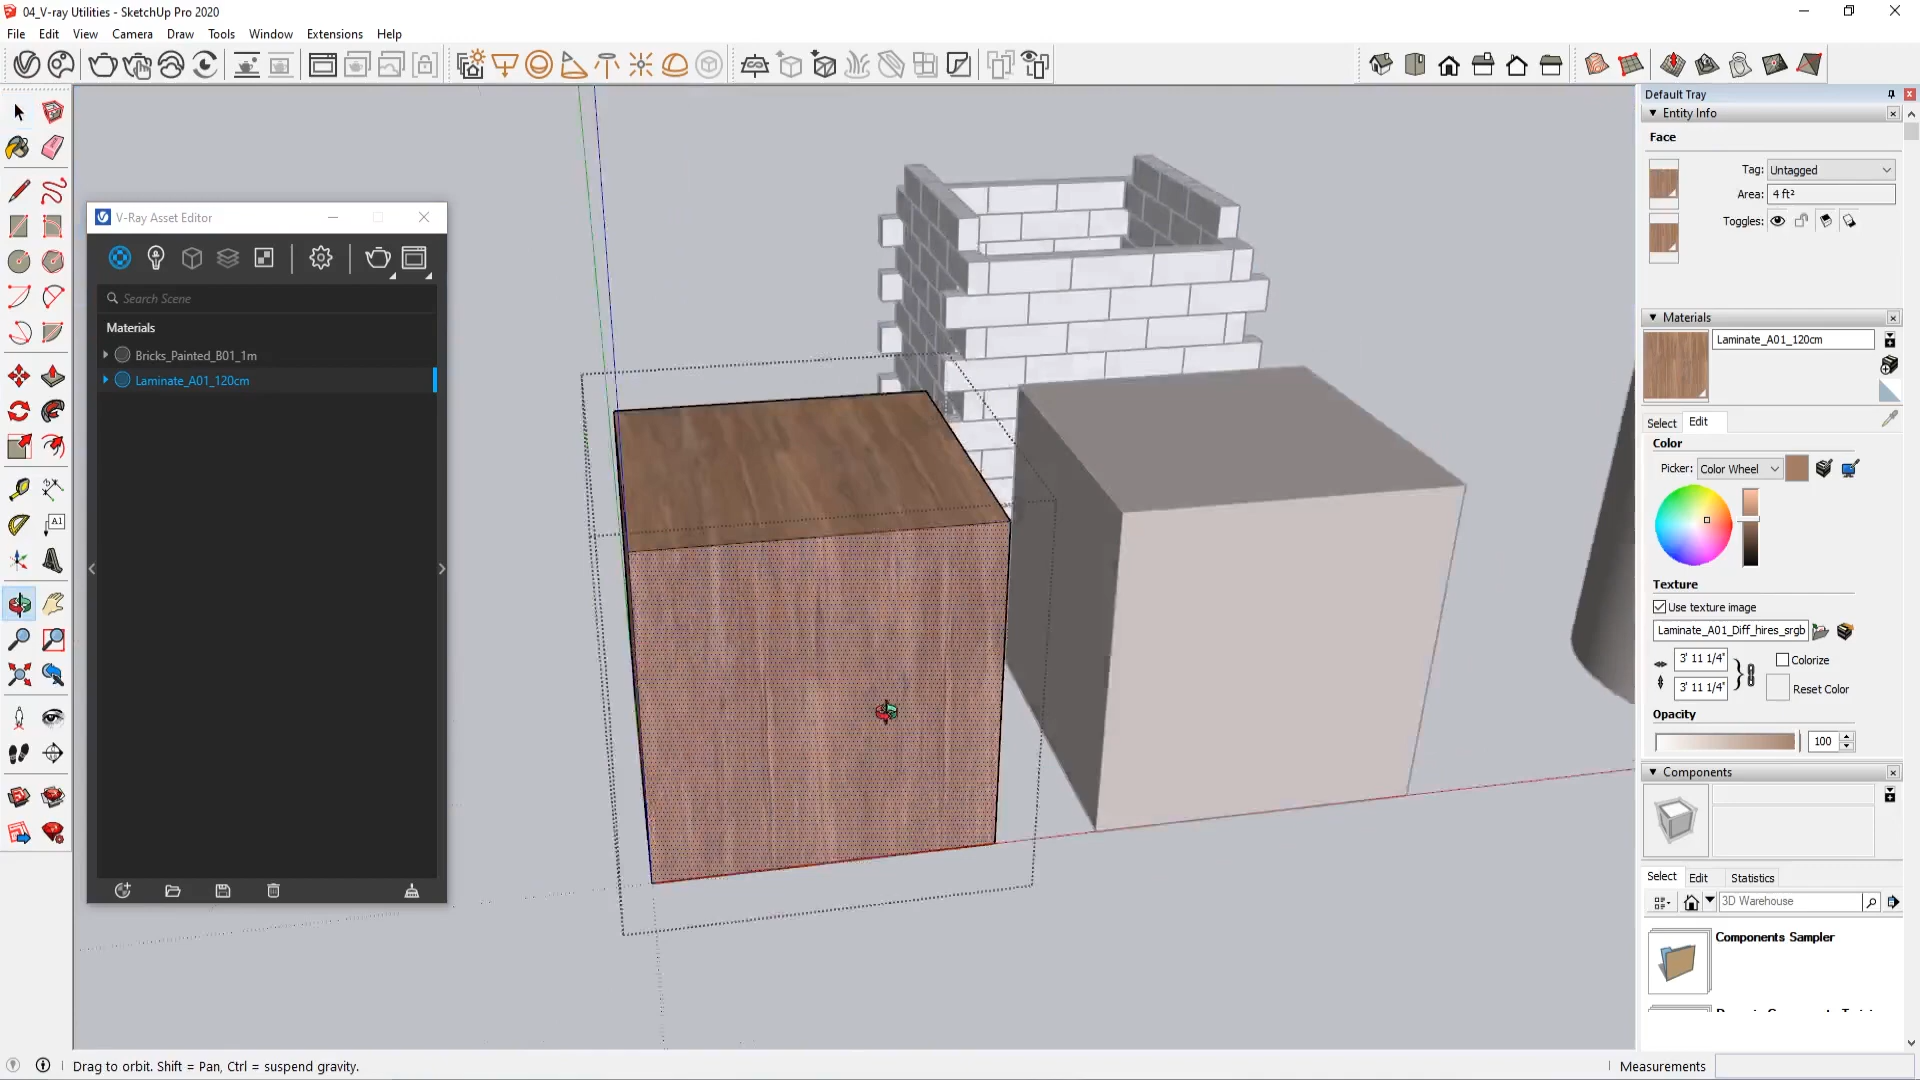 04_V-ray Utilities - SketchUp Pro 2020
File Edit View Camera Draw Tools Window Extensions Help
Default Tray
Entity Info
Face
Tag: Untagged
Area: 4 ft²
Toggles:
V-Ray Asset Editor
Search Scene
Materials
Bricks_Painted_B01_1m
Laminate_A01_120cm
A1
Materials
Laminate_A01_120cm
Select Edit
Color
Picker: Color Wheel
Texture
Use texture image
Laminate_A01_Diff_hires_srgb
3' 11 1/4"
Colorize
3' 11 1/4"
Reset Color
Opacity
100
Components
Select Edit Statistics
3D Warehouse
Components Sampler
Drag to orbit. Shift = Pan, Ctrl = suspend gravity.
Measurements